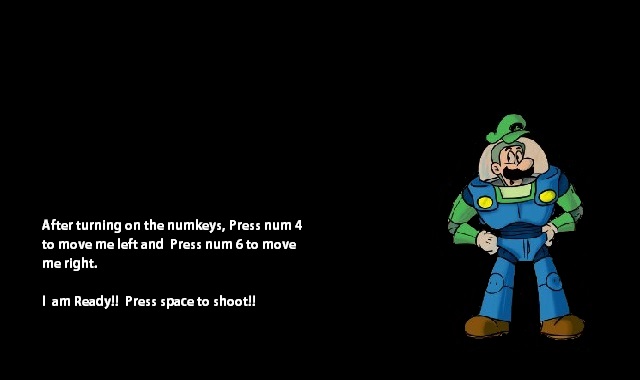 After turning on the numkeys, Press num 4
to move me left and  Press num 6 to move
me right.
I am Ready!!  Press space to shoot!!